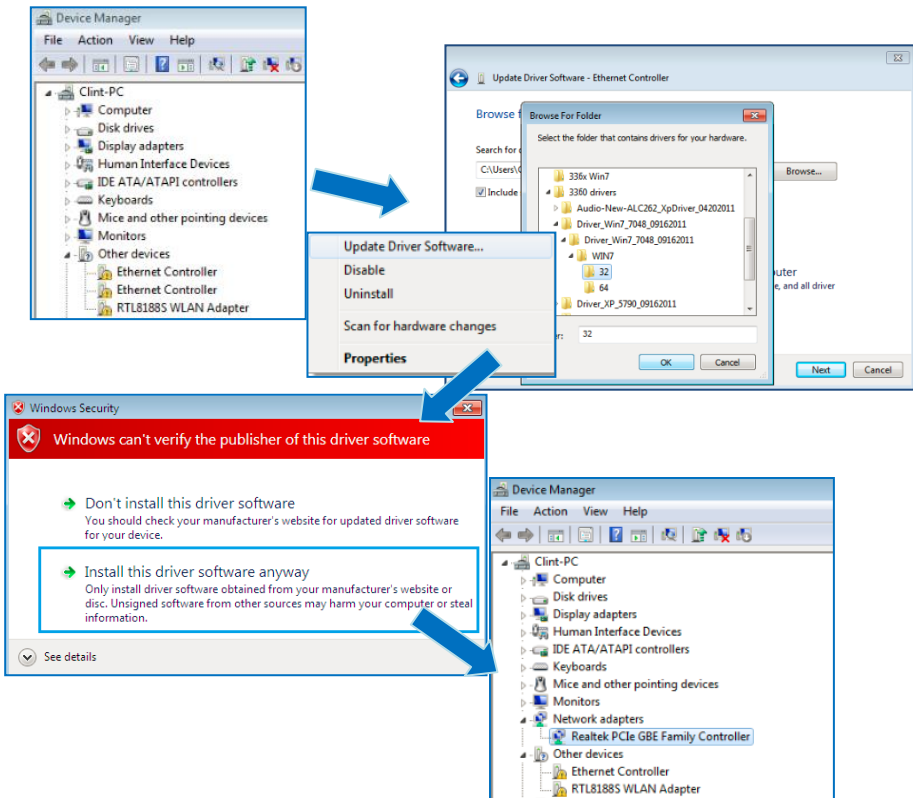 Device Manager
File Action View Help
Clint-PC
Computer
Disk drives
Display adapters
Human Interface Devices
IDE ATA/ATAPI controllers
Keyboards
Mice and other pointing devices
Monitors
Other devices
Ethernet Controller
Ethernet Controller
RTL8188S WLAN Adapter
Update Driver Software - Ethernet Controller
Browse f
Search for
C:\Users\
Include
Browse...
Browse For Folder
Select the folder that contains drivers for your hardware.
336x Win7
3360 drivers
Audio-New-ALC262_XpDriver_04202011
Driver_Win7_7048_09162011
Driver_Win7_7048_09162011
WIN7
32
64
Driver_XP_5790_09162011
32
OK Cancel
uter
e, and all driver
Next Cancel
Update Driver Software...
Disable
Uninstall
Scan for hardware changes
Properties
Windows Security
Windows can't verify the publisher of this driver software
Don't install this driver software
You should check your manufacturer's website for updated driver software
for your device.
Install this driver software anyway
Only install driver software obtained from your manufacturer's website or
disc. Unsigned software from other sources may harm your computer or steal
information.
See details
Device Manager
File Action View Help
Clint-PC
Computer
Disk drives
Display adapters
Human Interface Devices
IDE ATA/ATAPI controllers
Keyboards
Mice and other pointing devices
Monitors
Network adapters
Realtek PCIe GBE Family Controller
Other devices
Ethernet Controller
RTL8188S WLAN Adapter